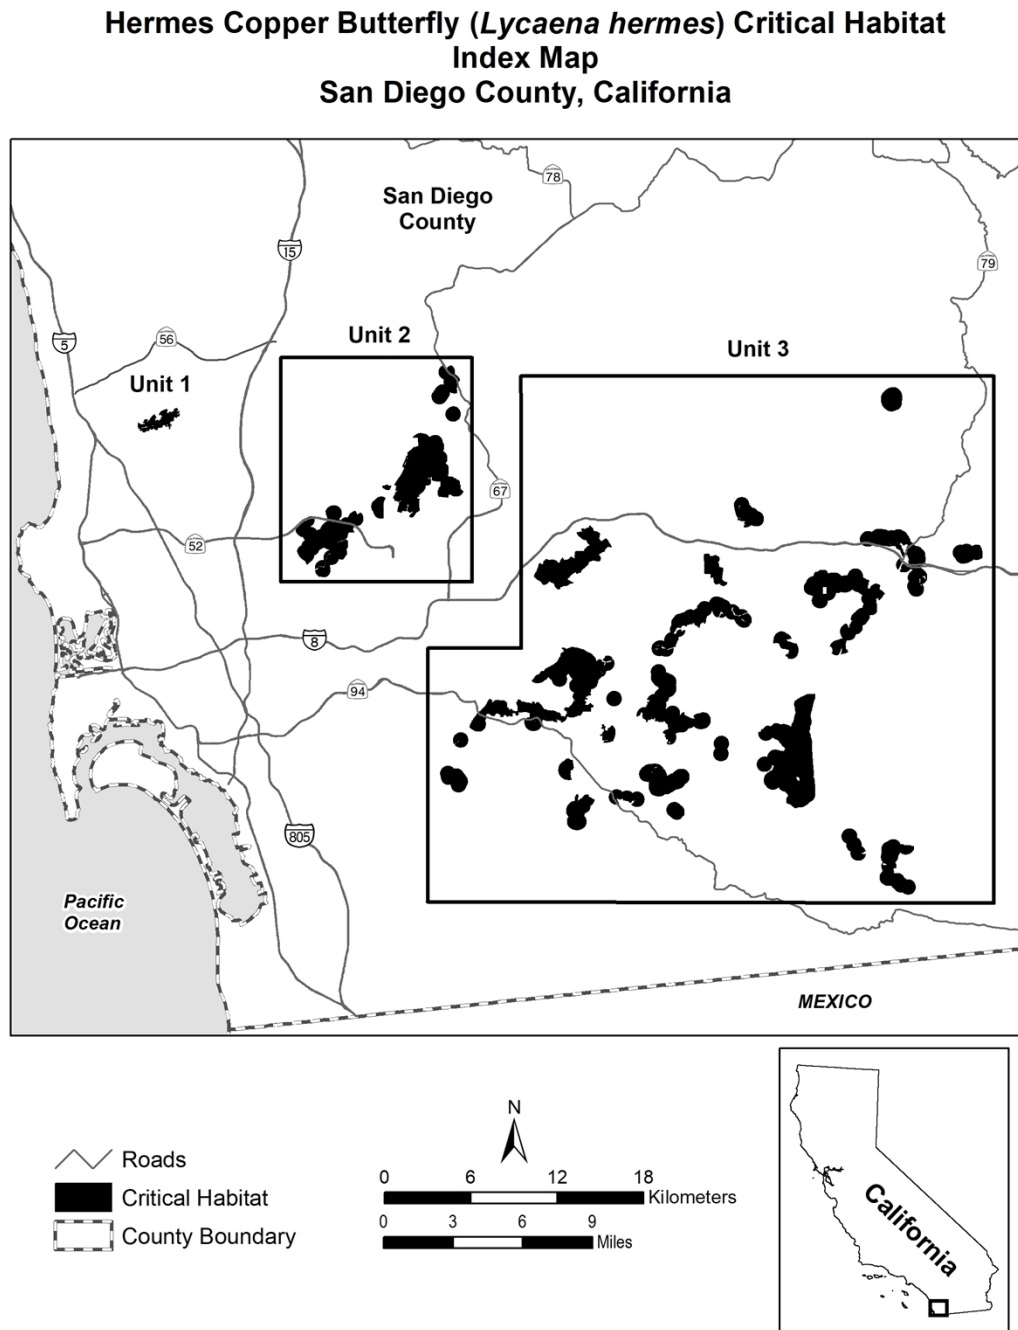 Hermes Copper Butterfly (Lycaena hermes) Critical Habitat
Index Map
San Diego County, California
78
San Diego
County
15
79
56
5
Unit 2
Unit 3
Unit 1
67
52
8
94
805
Pacific
Ocean
MEXICO
N
Roads
0 6 12 18
Kilometers
Critical Habitat
0 3 6 9
Miles
County Boundary
California